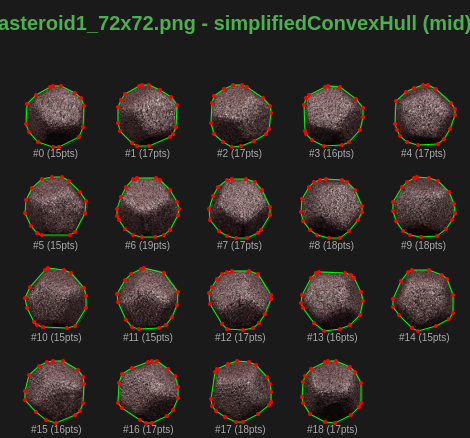 asteroid1_72x72.png - simplifiedConvexHull (mid)
#0 (15pts) #1 (17pts) #2 (17pts) #3 (16pts) #4 (17pts)
#5 (15pts) #6 (19pts) #7 (17pts) #8 (18pts) #9 (18pts)
#10 (15pts) #11 (15pts) #12 (17pts) #13 (16pts) #14 (15pts)
#15 (16pts) #16 (17pts) #17 (18pts) #18 (17pts)